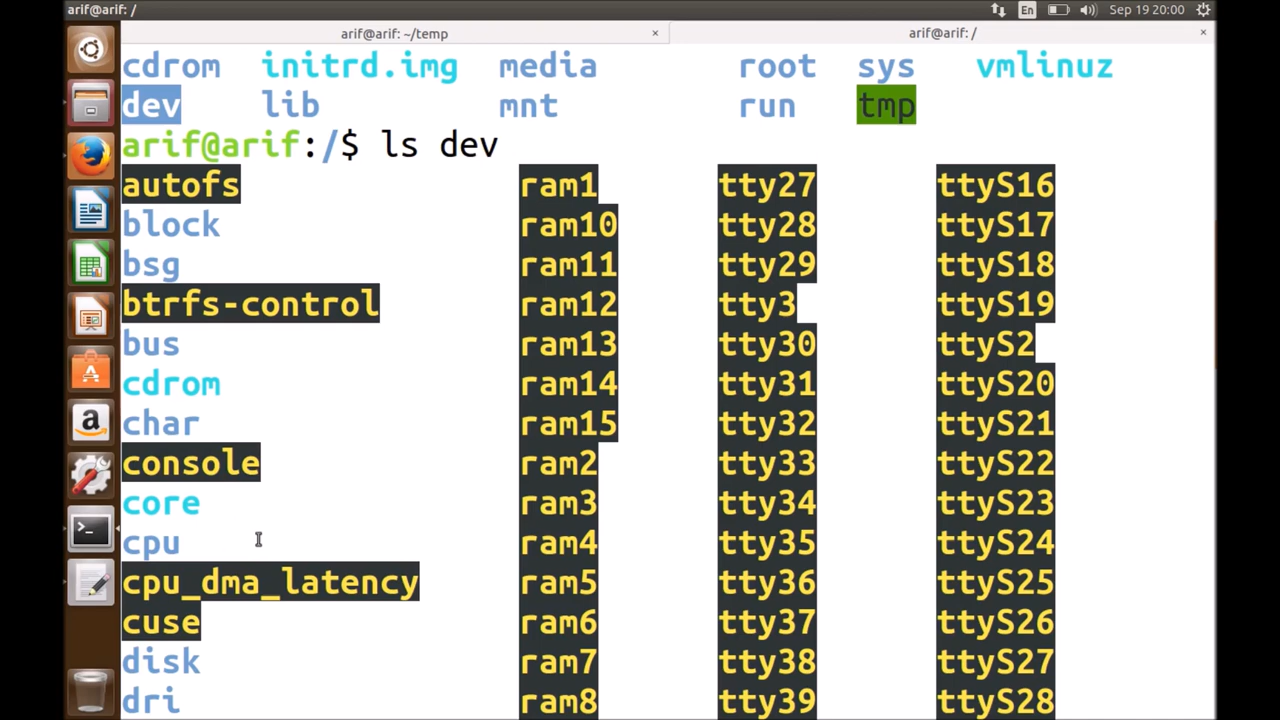 arif@arif: /
En
Sep 19 20:00
arif@arif: ~/temp × arif@arif: / ×
cdrom initrd.img media root sys vmlinuz
dev lib mnt run tmp
arif@arif:/$ ls dev
autofs ram1 tty27 ttyS16
block ram10 tty28 ttyS17
bsg ram11 tty29 ttyS18
btrfs-control ram12 tty3 ttyS19
bus ram13 tty30 ttyS2
cdrom ram14 tty31 ttyS20
char ram15 tty32 ttyS21
console ram2 tty33 ttyS22
core ram3 tty34 ttyS23
cpu ram4 tty35 ttyS24
cpu_dma_latency ram5 tty36 ttyS25
cuse ram6 tty37 ttyS26
disk ram7 tty38 ttyS27
dri ram8 tty39 ttyS28